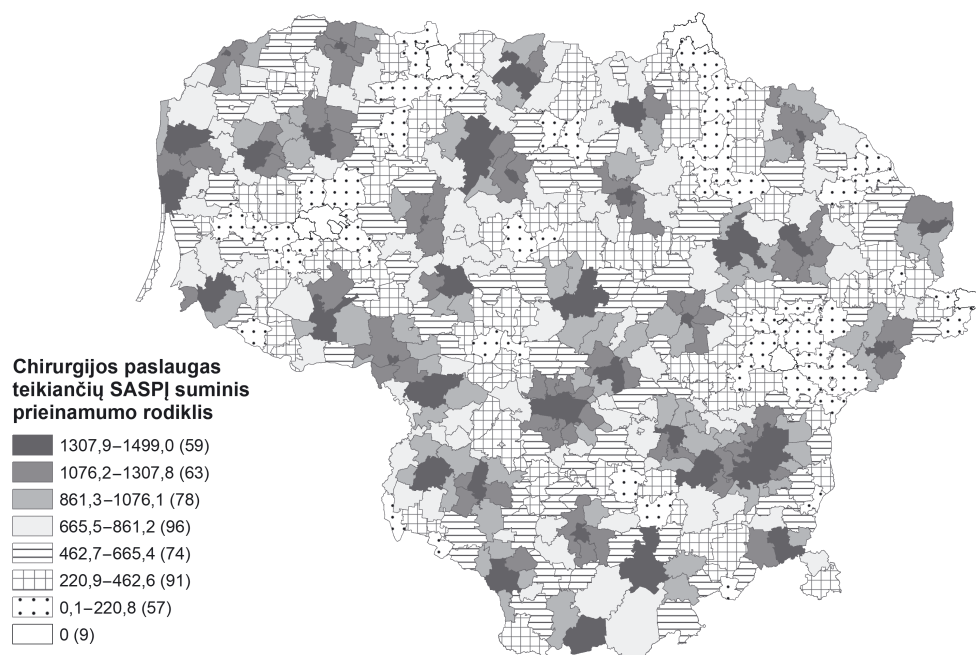 Chirurgijos paslaugas
teikiančių SASPĮ suminis
prieinamumo rodiklis
1307,9–1499,0 (59)
1076,2–1307,8 (63)
861,3–1076,1 (78)
665,5–861,2 (96)
462,7–665,4 (74)
220,9–462,6 (91)
0,1–220,8 (57)
0 (9)